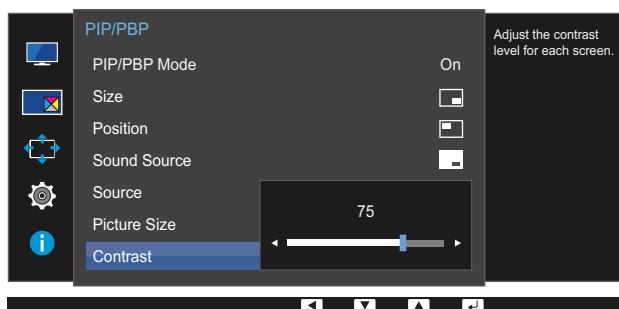 PIP/PBP
PIP/PBP Mode On
Size
Position
Sound Source
Source
Picture Size
Contrast
75
Adjust the contrast
level for each screen.